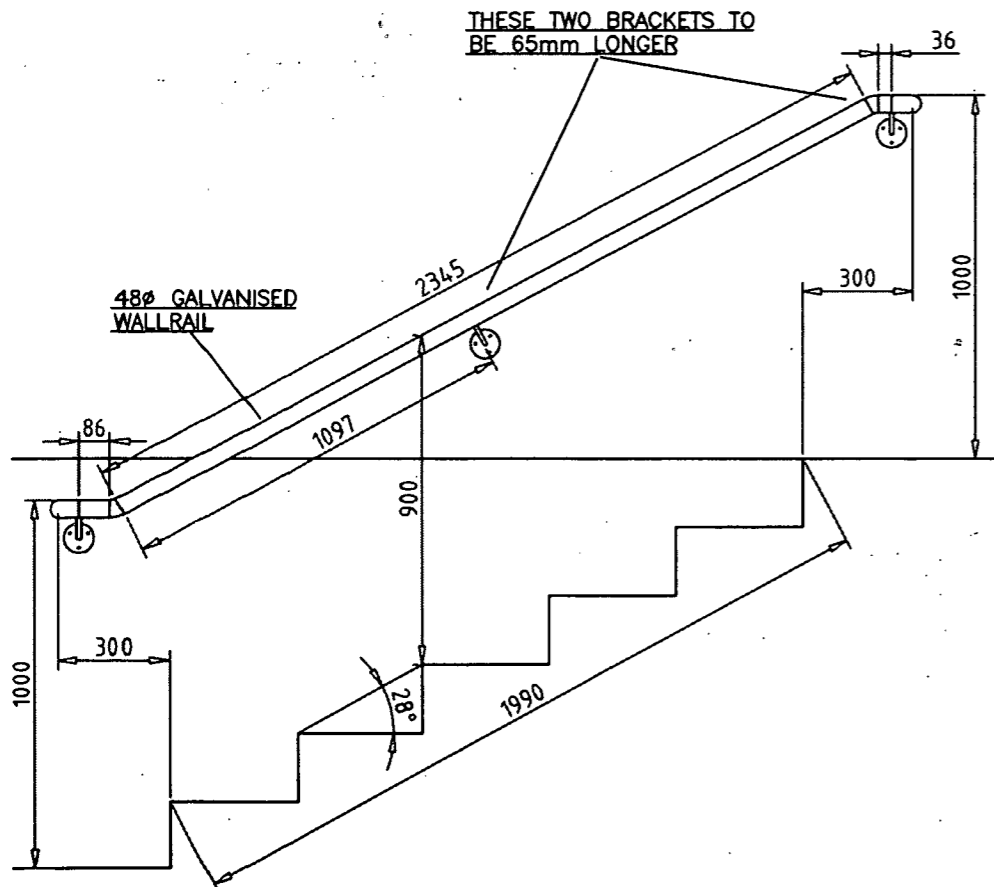 THESE TWO BRACKETS TO
BE 65mm LONGER
36
2345
300
1000
48ø GALVANISED
WALLRAIL
86
1097
900
300
1000
28°
1990